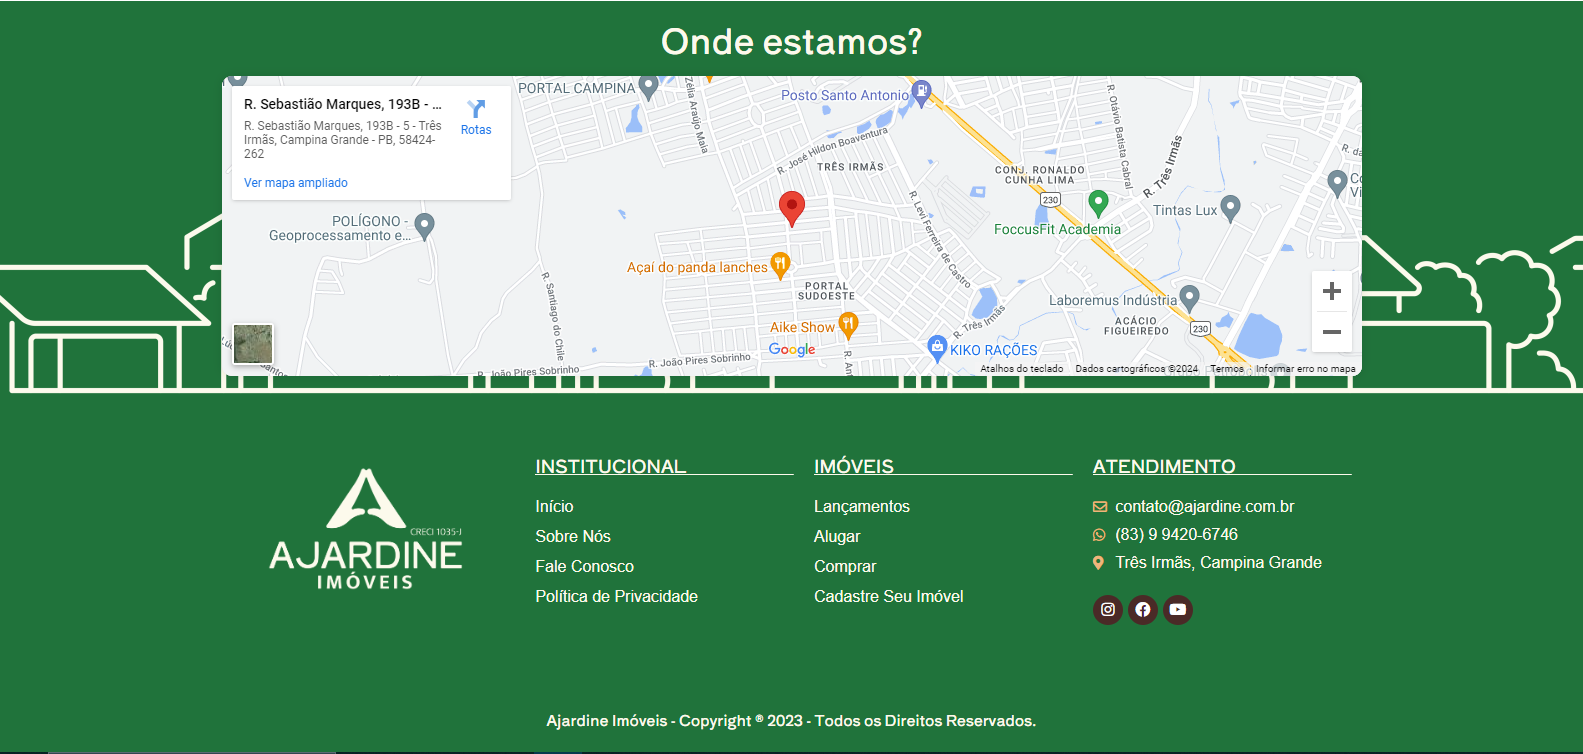 Onde estamos?
R. Sebastião Marques, 193B - ...
R. Sebastião Marques, 193B - 5 - Três
Irmãs, Campina Grande - PB, 58424-
262
Rotas
Ver mapa ampliado
PORTAL CAMPINA
Zélia Araújo Maia
Posto Santo Antonio
R. José Hildon Boaventura
TRÊS IRMÃS
R. Otávio Batista Cabral
R. Três Irmãs
CONJ. RONALDO
CUNHA LIMA
230
R. Levi Ferreira de Castro
Tintas Lux
FoccusFit Academia
POLÍGONO -
Geoprocessamento e...
Açaí do panda lanches
PORTAL
SUDOESTE
R. Santiago do Chile
Laboremus Indústria
ACÁCIO
FIGUEIREDO
230
R. Três Irmãs
Aike Show
KIKO RAÇÕES
Google
R. João Pires Sobrinho
R. João Pires Sobrinho
Atalhos do teclado
Dados cartográficos ©2024
Termos
Informar erro no mapa
CRECI 1035-J
AJARDINE
IMÓVEIS
INSTITUCIONAL
Início
Sobre Nós
Fale Conosco
Política de Privacidade
IMÓVEIS
Lançamentos
Alugar
Comprar
Cadastre Seu Imóvel
ATENDIMENTO
contato@ajardine.com.br
(83) 9 9420-6746
Três Irmãs, Campina Grande
Ajardine Imóveis - Copyright ® 2023 - Todos os Direitos Reservados.